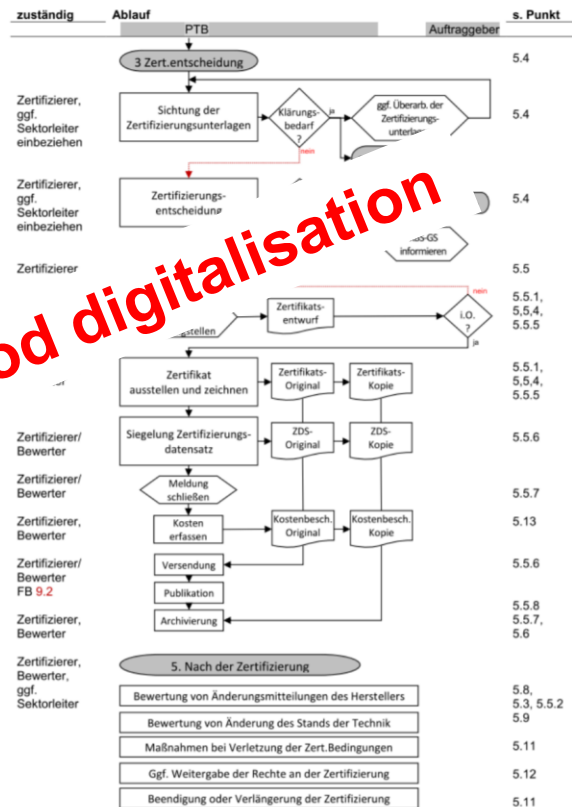 zuständig Ablauf s. Punkt
PTB Auftraggeber
3 Zert.entscheidung 5.4
Zertifizierer,
ggf.
Sektorleiter
einbeziehen
Sichtung der
Zertifizierungsunterlagen
Klärungs-
bedarf
?
ja
nein
ggf. Überarb. der
Zertifizierungs-
5.4
Zertifizierer,
ggf.
Sektorleiter
einbeziehen
Zertifizierungs-
entscheidung
informieren
5.4
od digitalisation
Zertifizierer
5.5
nein
Zertifikats-
entwurf
i.O.
?
ja
5.5.1,
5,5,4,
5.5.5
Zertifikat
ausstellen und zeichnen
Zertifikats-
Original
Zertifikats-
Kopie
5.5.1,
5,5,4,
5.5.5
Zertifizierer/
Bewerter
Siegelung Zertifizierungs-
datensatz
ZDS-
Original
ZDS-
Kopie
5.5.6
Zertifizierer/
Bewerter
Meldung
schließen
5.5.7
Zertifizierer,
Bewerter
Kosten
erfassen
Kostenbesch.
Original
Kostenbesch.
Kopie
5.13
Zertifizierer/
Bewerter
FB 9.2
Versendung
5.5.6
Publikation
5.5.8
Zertifizierer,
Bewerter
Archivierung
5.5.7,
5.6
Zertifizierer,
Bewerter,
ggf.
Sektorleiter
5. Nach der Zertifizierung
Bewertung von Änderungsmitteilungen des Herstellers
5.8,
5.3, 5.5.2
Bewertung von Änderung des Stands der Technik
5.9
Maßnahmen bei Verletzung der Zert.Bedingungen
5.11
Ggf. Weitergabe der Rechte an der Zertifizierung
5.12
Beendigung oder Verlängerung der Zertifizierung
5.11